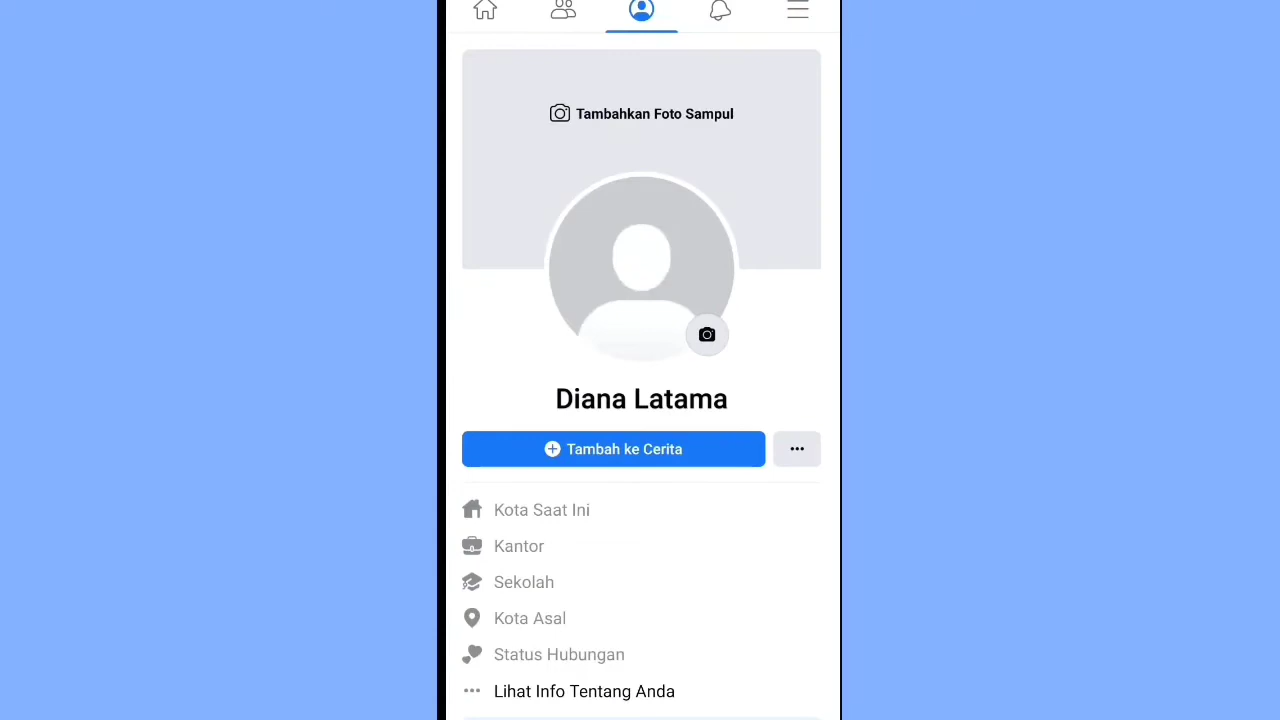 Tambahkan Foto Sampul
Diana Latama
Tambah ke Cerita
Kota Saat Ini
Kantor
Sekolah
Kota Asal
Status Hubungan
Lihat Info Tentang Anda